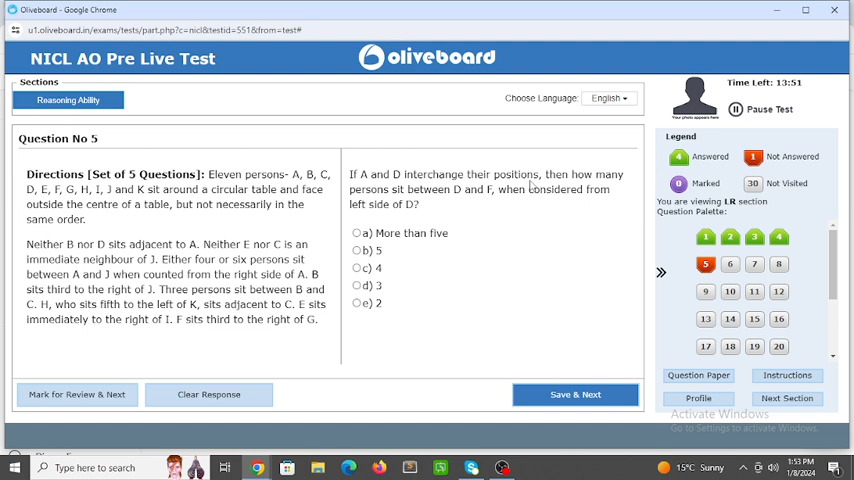 Oliveboard - Google Chrome
u1.oliveboard.in/exams/tests/part.php?c=nicl&testid=551&from=test#
NICL AO Pre Live Test
oliveboard
Sections
Reasoning Ability
Choose Language: English
Your photo appears here
Time Left: 13:51
Pause Test
Question No 5
Directions [Set of 5 Questions]: Eleven persons- A, B, C,
D, E, F, G, H, I, J and K sit around a circular table and face
outside the centre of a table, but not necessarily in the
same order.
Neither B nor D sits adjacent to A. Neither E nor C is an
immediate neighbour of J. Either four or six persons sit
between A and J when counted from the right side of A. B
sits third to the right of J. Three persons sit between B and
C. H, who sits fifth to the left of K, sits adjacent to C. E sits
immediately to the right of I. F sits third to the right of G.
If A and D interchange their positions, then how many
persons sit between D and F, when considered from
left side of D?
a) More than five
b) 5
c) 4
d) 3
e) 2
Legend
4 Answered
1 Not Answered
0 Marked
30 Not Visited
You are viewing LR section
Question Palette:
1 2 3 4
5 6 7 8
9 10 11 12
13 14 15 16
17 18 19 20
Mark for Review & Next
Clear Response
Save & Next
Question Paper
Instructions
Profile
Next Section
Activate Windows
Go to Settings to activate Windows.
Type here to search
15°C Sunny
1:53 PM
1/8/2024